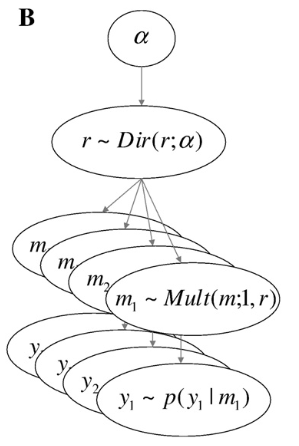 B
α
r ~ Dir(r;α)
m
m
m₂
m₁ ~ Mult(m;1,r)
y
y
y₂
y₁ ~ p(y₁ | m₁)